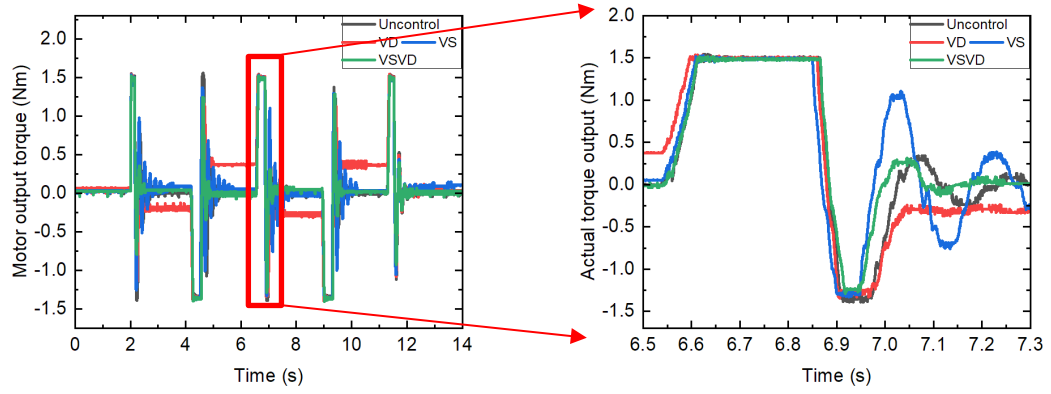 Uncontrol
VD VS
VSVD
2.0
1.5
1.0
0.5
0.0
-0.5
-1.0
-1.5
0 2 4 6 8 10 12 14
Time (s)
Motor output torque (Nm)
Uncontrol
VD VS
VSVD
2.0
1.5
1.0
0.5
0.0
-0.5
-1.0
-1.5
6.5 6.6 6.7 6.8 6.9 7.0 7.1 7.2 7.3
Time (s)
Actual torque output (Nm)